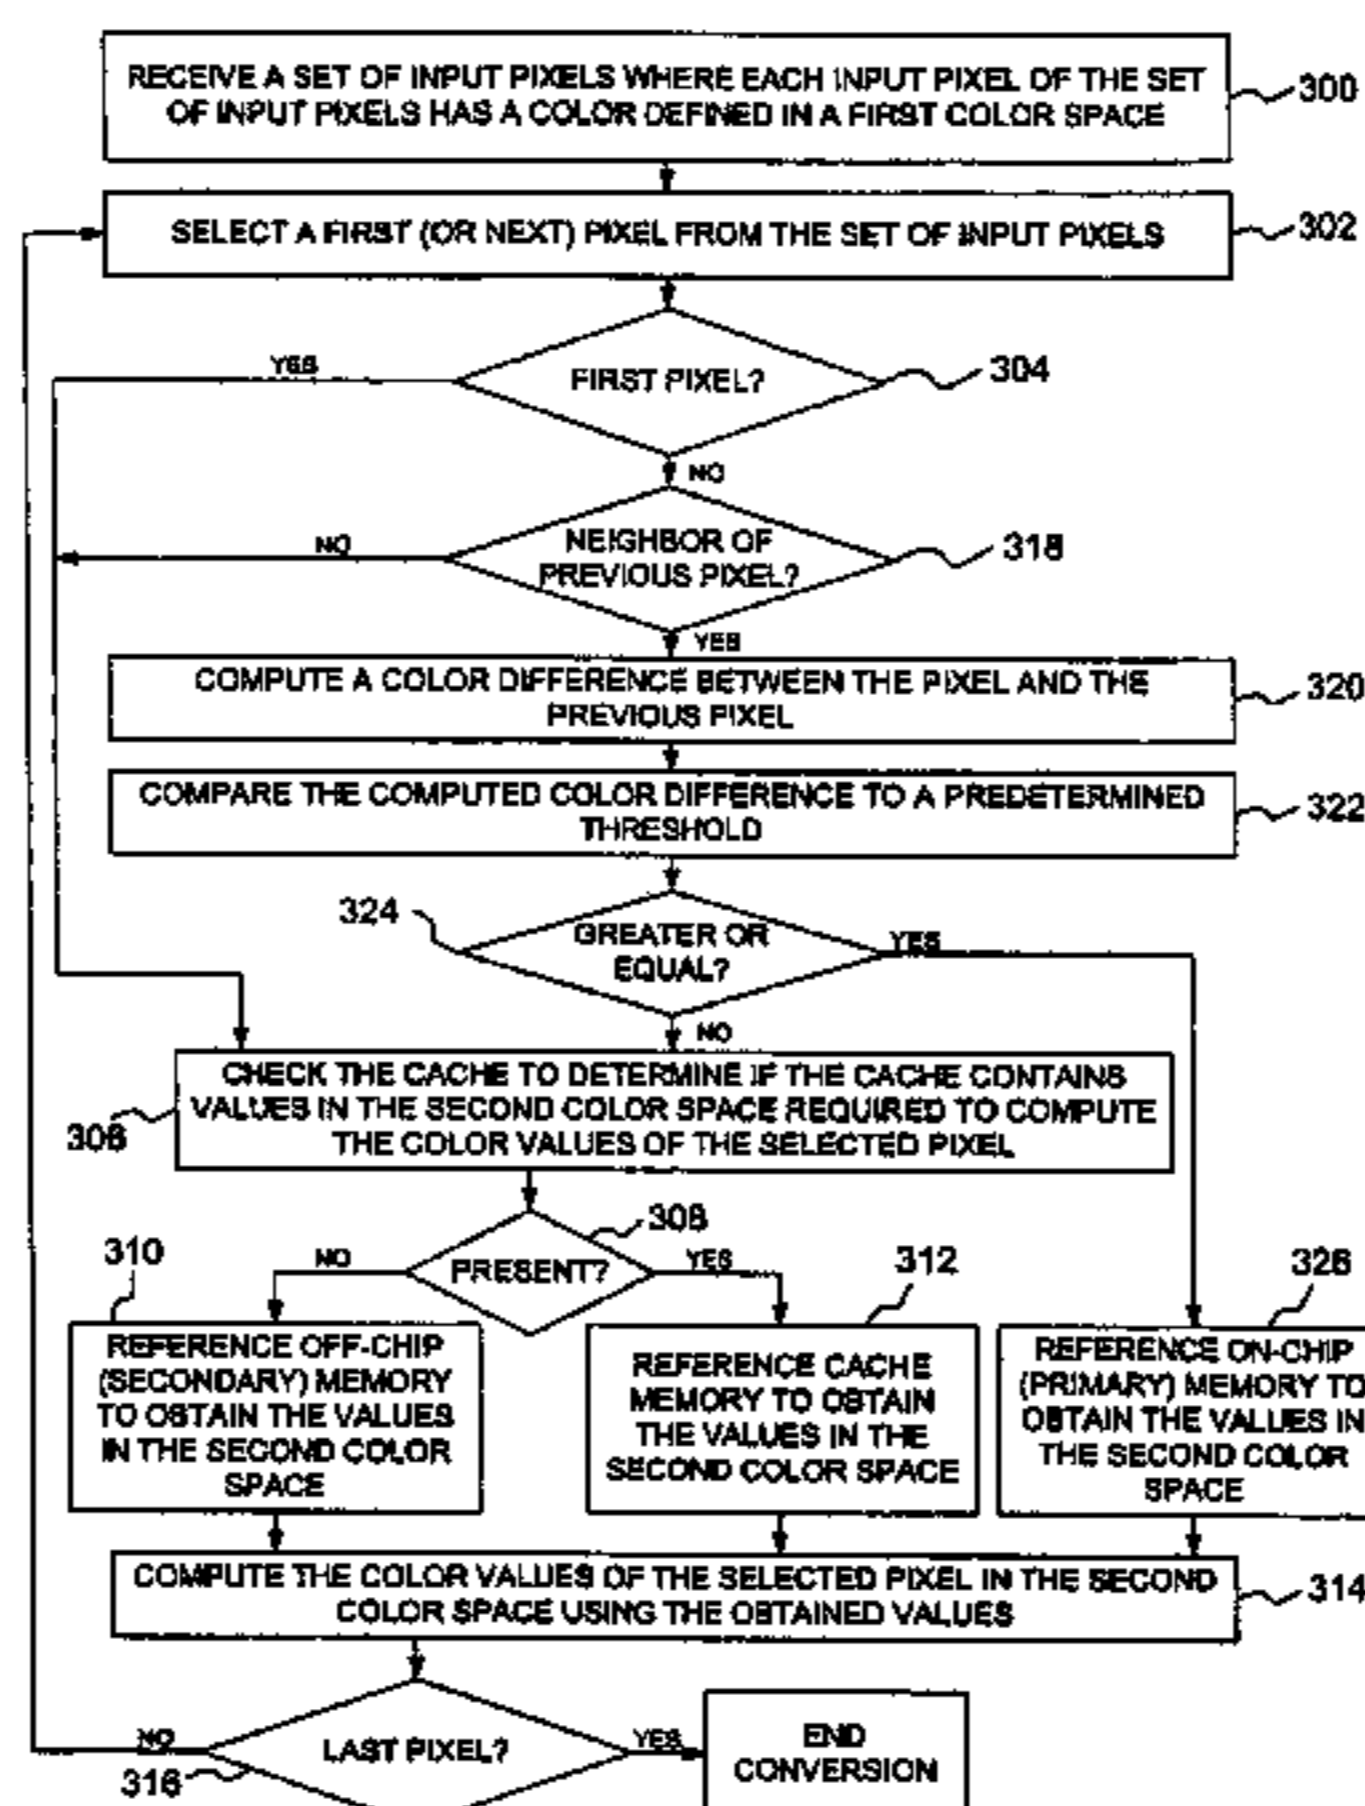 RECEIVE A SET OF INPUT PIXELS WHERE EACH INPUT PIXEL OF THE SET
OF INPUT PIXELS HAS A COLOR DEFINED IN A FIRST COLOR SPACE
300
SELECT A FIRST (OR NEXT) PIXEL FROM THE SET OF INPUT PIXELS
302
YES
FIRST PIXEL?
304
NO
NO
NEIGHBOR OF
PREVIOUS PIXEL?
318
YES
COMPUTE A COLOR DIFFERENCE BETWEEN THE PIXEL AND THE
PREVIOUS PIXEL
320
COMPARE THE COMPUTED COLOR DIFFERENCE TO A PREDETERMINED
THRESHOLD
322
324
GREATER OR
EQUAL?
YES
NO
CHECK THE CACHE TO DETERMINE IF THE CACHE CONTAINS
VALUES IN THE SECOND COLOR SPACE REQUIRED TO COMPUTE
THE COLOR VALUES OF THE SELECTED PIXEL
306
308
310
NO
PRESENT?
YES
312
326
REFERENCE OFF-CHIP
(SECONDARY) MEMORY
TO OBTAIN THE VALUES
IN THE SECOND COLOR
SPACE
REFERENCE CACHE
MEMORY TO OBTAIN
THE VALUES IN THE
SECOND COLOR SPACE
REFERENCE ON-CHIP
(PRIMARY) MEMORY TO
OBTAIN THE VALUES IN
THE SECOND COLOR
SPACE
COMPUTE THE COLOR VALUES OF THE SELECTED PIXEL IN THE SECOND
COLOR SPACE USING THE OBTAINED VALUES
314
NO
LAST PIXEL?
316
YES
END
CONVERSION